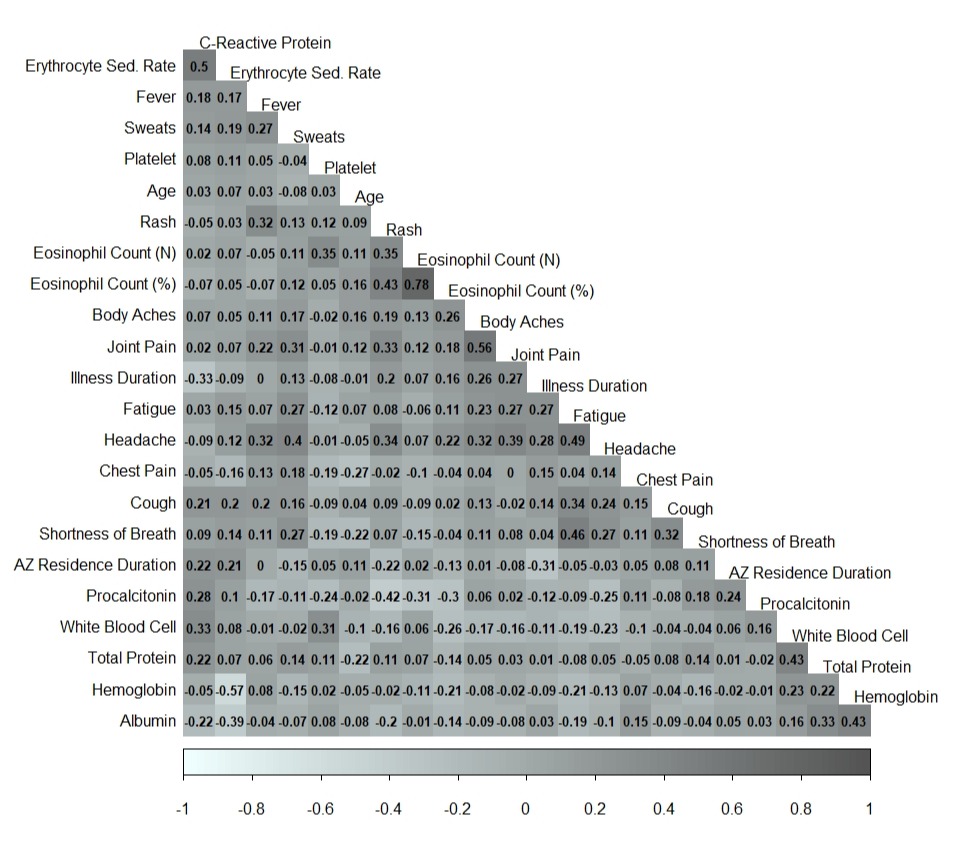 C-Reactive Protein
Erythrocyte Sed. Rate 0.5 Erythrocyte Sed. Rate
Fever 0.18 0.17 Fever
Sweats 0.14 0.19 0.27 Sweats
Platelet 0.08 0.11 0.05 -0.04 Platelet
Age 0.03 0.07 0.03 -0.08 0.03 Age
Rash -0.05 0.03 0.32 0.13 0.12 0.09 Rash
Eosinophil Count (N) 0.02 0.07 -0.05 0.11 0.35 0.11 0.35 Eosinophil Count (N)
Eosinophil Count (%) -0.07 0.05 -0.07 0.12 0.05 0.16 0.43 0.78 Eosinophil Count (%)
Body Aches 0.07 0.05 0.11 0.17 -0.02 0.16 0.19 0.13 0.26 Body Aches
Joint Pain 0.02 0.07 0.22 0.31 -0.01 0.12 0.33 0.12 0.18 0.56 Joint Pain
Illness Duration -0.33 -0.09 0 0.13 -0.08 -0.01 0.2 0.07 0.16 0.26 0.27 Illness Duration
Fatigue 0.03 0.15 0.07 0.27 -0.12 0.07 0.08 -0.06 0.11 0.23 0.27 0.27 Fatigue
Headache -0.09 0.12 0.32 0.4 -0.01 -0.05 0.34 0.07 0.22 0.32 0.39 0.28 0.49 Headache
Chest Pain -0.05 -0.16 0.13 0.18 -0.19 -0.27 -0.02 -0.1 -0.04 0.04 0 0.15 0.04 0.14 Chest Pain
Cough 0.21 0.2 0.2 0.16 -0.09 0.04 0.09 -0.09 0.02 0.13 -0.02 0.14 0.34 0.24 0.15 Cough
Shortness of Breath 0.09 0.14 0.11 0.27 -0.19 -0.22 0.07 -0.15 -0.04 0.11 0.08 0.04 0.46 0.27 0.11 0.32 Shortness of Breath
AZ Residence Duration 0.22 0.21 0 -0.15 0.05 0.11 -0.22 0.02 -0.13 0.01 -0.08 -0.31 -0.05 -0.03 0.05 0.08 0.11 AZ Residence Duration
Procalcitonin 0.28 0.1 -0.17 -0.11 -0.24 -0.02 -0.42 -0.31 -0.3 0.06 0.02 -0.12 -0.09 -0.25 0.11 -0.08 0.18 0.24 Procalcitonin
White Blood Cell 0.33 0.08 -0.01 -0.02 0.31 -0.1 -0.16 0.06 -0.26 -0.17 -0.16 -0.11 -0.19 -0.23 -0.1 -0.04 -0.04 0.06 0.16 White Blood Cell
Total Protein 0.22 0.07 0.06 0.14 0.11 -0.22 0.11 0.07 -0.14 0.05 0.03 0.01 -0.08 0.05 -0.05 0.08 0.14 0.01 -0.02 0.43 Total Protein
Hemoglobin -0.05 -0.57 0.08 -0.15 0.02 -0.05 -0.02 -0.11 -0.21 -0.08 -0.02 -0.09 -0.21 -0.13 0.07 -0.04 -0.16 -0.02 -0.01 0.23 0.22 Hemoglobin
Albumin -0.22 -0.39 -0.04 -0.07 0.08 -0.08 -0.2 -0.01 -0.14 -0.09 -0.08 0.03 -0.19 -0.1 0.15 -0.09 -0.04 0.05 0.03 0.16 0.33 0.43
-1 -0.8 -0.6 -0.4 -0.2 0 0.2 0.4 0.6 0.8 1